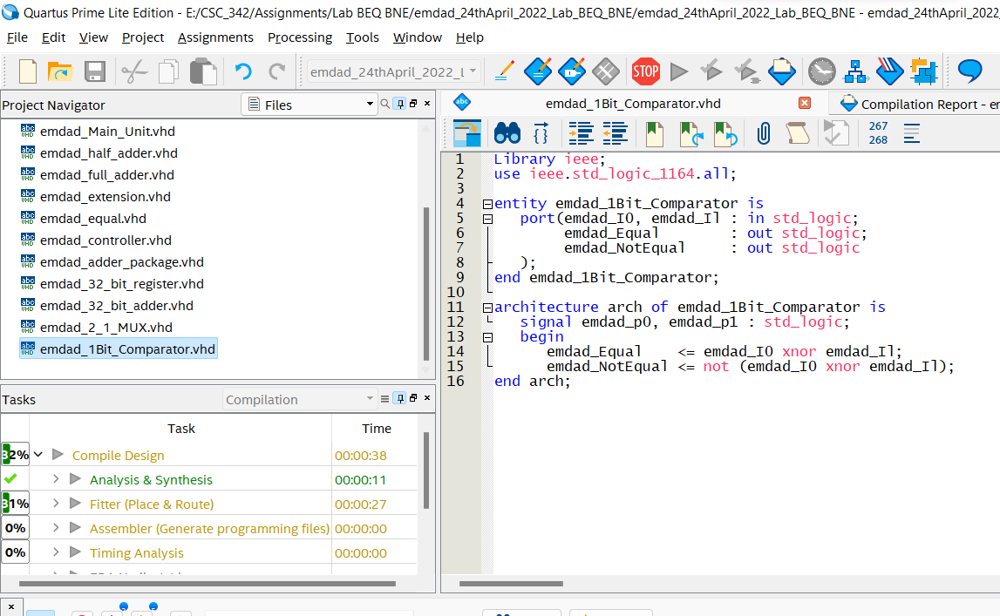 Quartus Prime Lite Edition - E:/CSC_342/Assignments/Lab BEQ BNE/emdad_24thApril_2022_Lab_BEQ_BNE/emdad_24thApril_2022_Lab_BEQ_BNE - emdad_24thApril_2022_
File Edit View Project Assignments Processing Tools Window Help
emdad_24thApril_2022_L
STOP
Project Navigator
Files
emdad_Main_Unit.vhd
emdad_half_adder.vhd
emdad_full_adder.vhd
emdad_extension.vhd
emdad_equal.vhd
emdad_controller.vhd
emdad_adder_package.vhd
emdad_32_bit_register.vhd
emdad_32_bit_adder.vhd
emdad_2_1_MUX.vhd
emdad_1Bit_Comparator.vhd
Tasks
Compilation
Task Time
32% Compile Design 00:00:38
Analysis & Synthesis 00:00:11
31% Fitter (Place & Route) 00:00:27
0% Assembler (Generate programming files) 00:00:00
0% Timing Analysis 00:00:00
emdad_1Bit_Comparator.vhd
Compilation Report - em
267
268
1 Library ieee;
2 use ieee.std_logic_1164.all;
3
4 entity emdad_1Bit_Comparator is
5 port(emdad_I0, emdad_Il : in std_logic;
6 emdad_Equal : out std_logic;
7 emdad_NotEqual : out std_logic
8 );
9 end emdad_1Bit_Comparator;
10
11 architecture arch of emdad_1Bit_Comparator is
12 signal emdad_p0, emdad_p1 : std_logic;
13 begin
14 emdad_Equal <= emdad_I0 xnor emdad_Il;
15 emdad_NotEqual <= not (emdad_I0 xnor emdad_Il);
16 end arch;